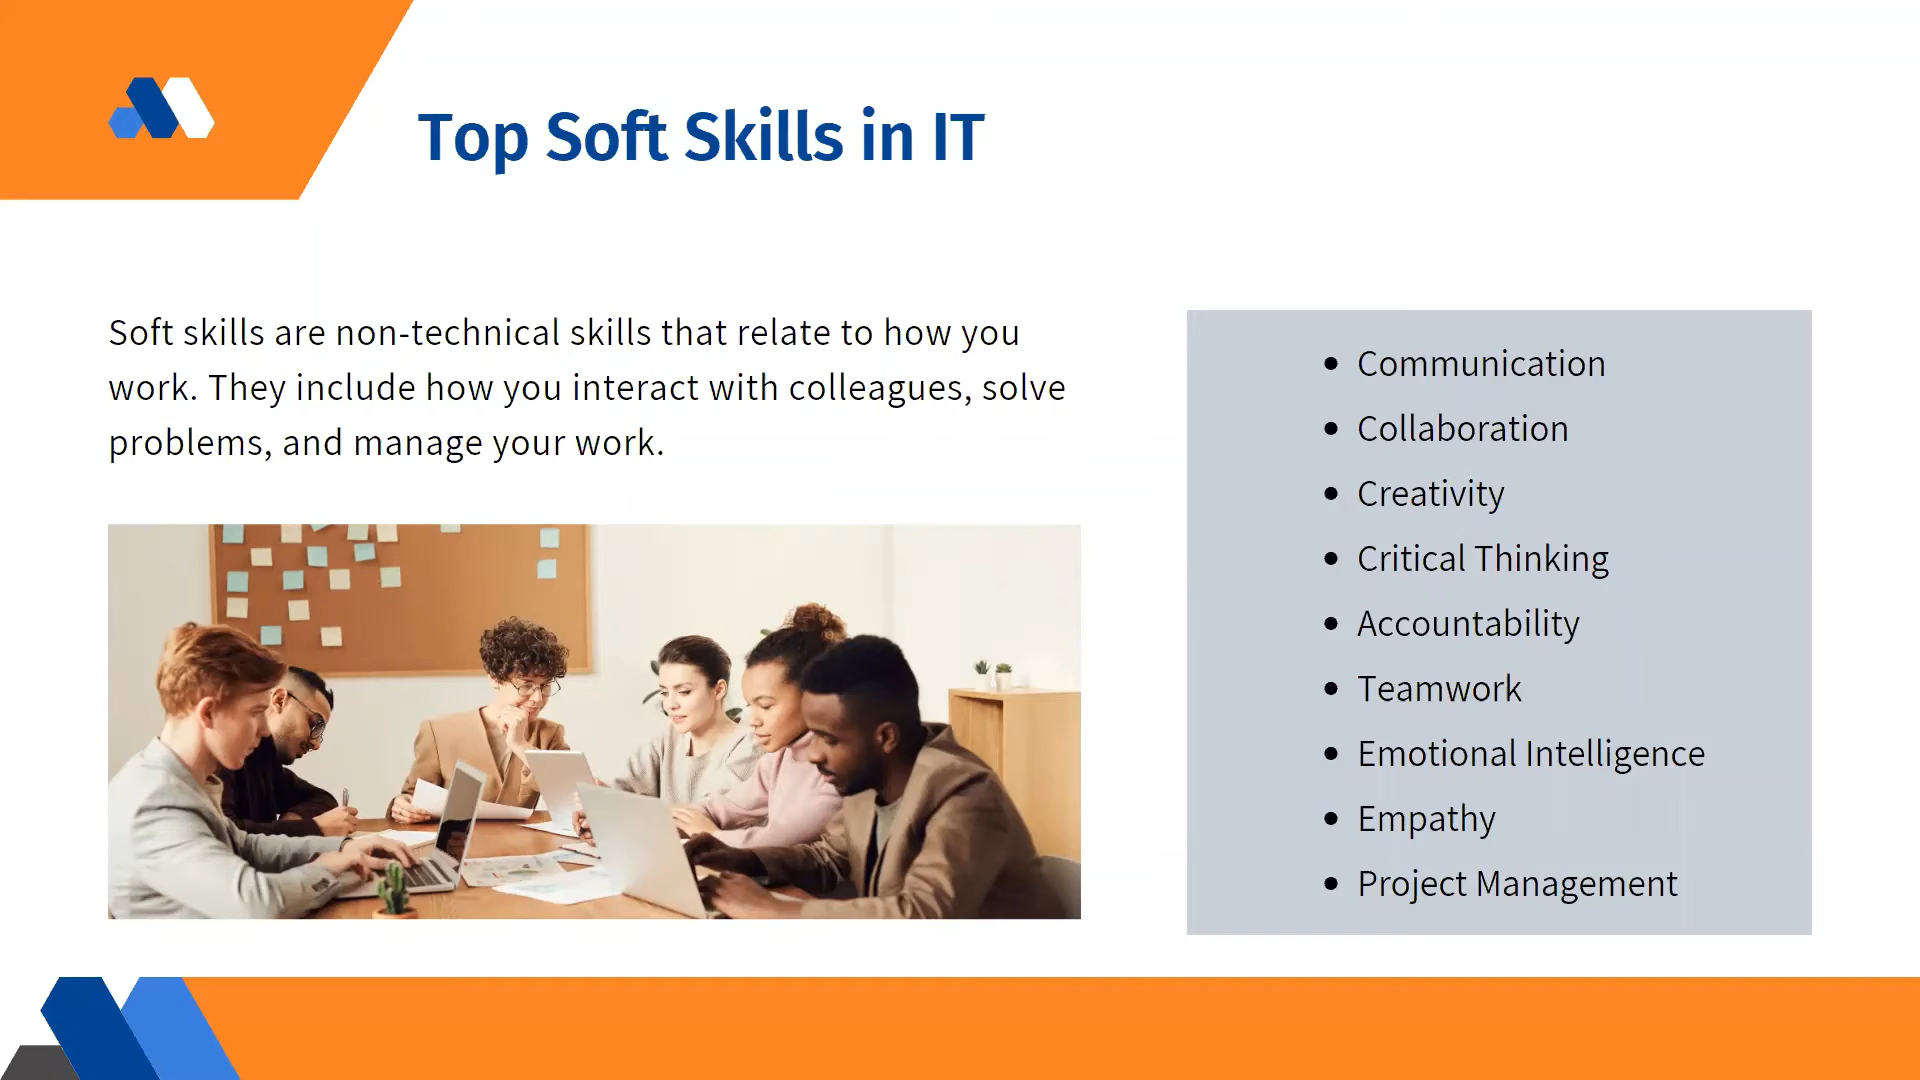 Top Soft Skills in IT
Soft skills are non-technical skills that relate to how you
work. They include how you interact with colleagues, solve
problems, and manage your work.
• Communication
• Collaboration
• Creativity
• Critical Thinking
• Accountability
• Teamwork
• Emotional Intelligence
• Empathy
• Project Management